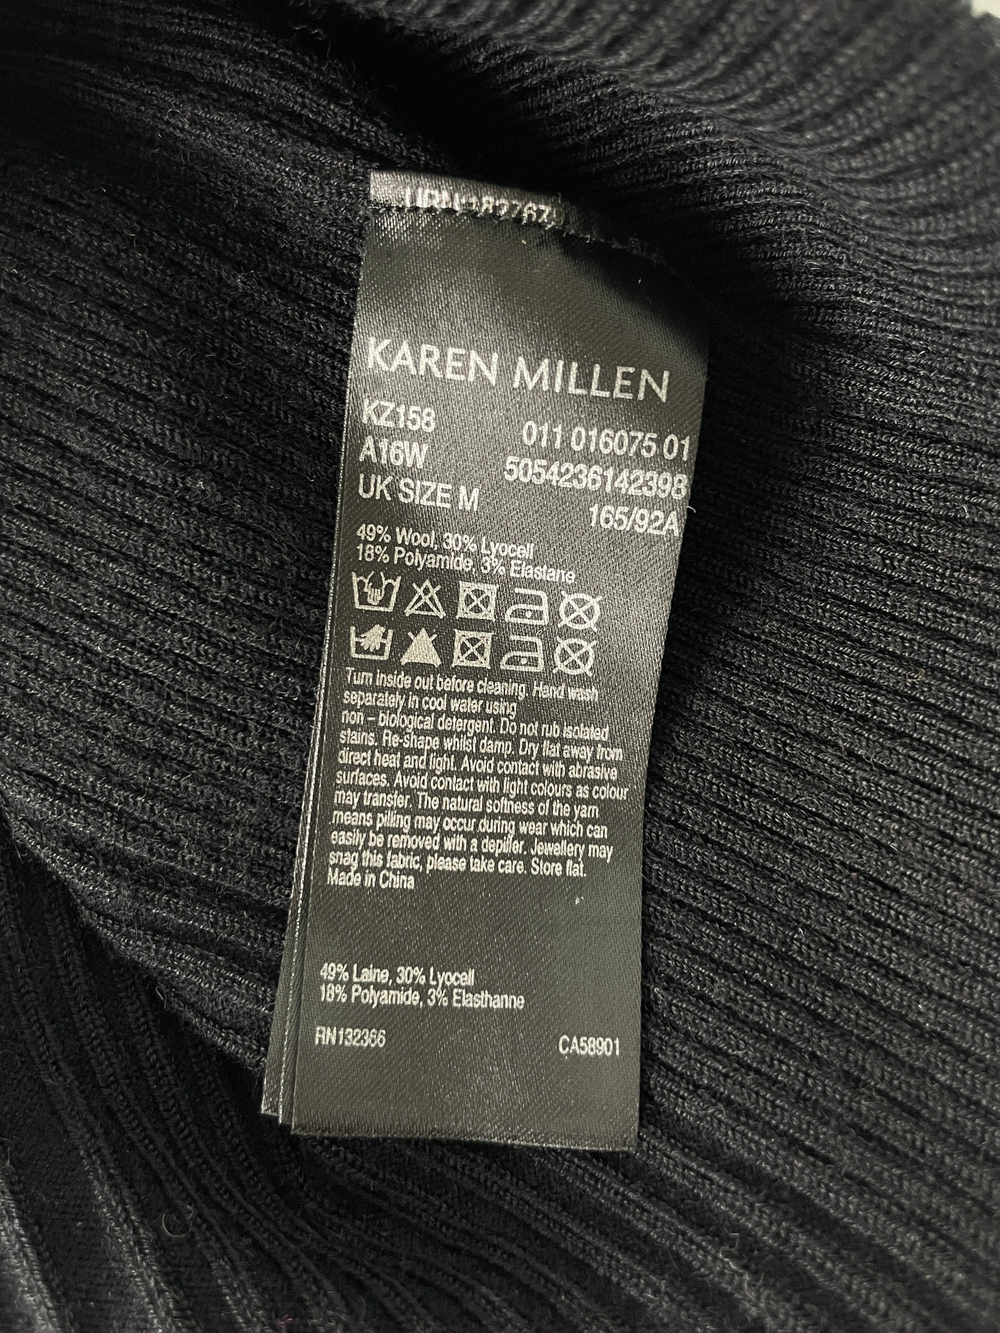 URN:182767
KAREN MILLEN
KZ158 011 016075 01
A16W 5054236142398
UK SIZE M 165/92A
49% Wool, 30% Lyocell
18% Polyamide, 3% Elastane
Turn inside out before cleaning. Hand wash
separately in cool water using
non – biological detergent. Do not rub isolated
stains. Re-shape whilst damp. Dry flat away from
direct heat and light. Avoid contact with abrasive
surfaces. Avoid contact with light colours as colour
may transfer. The natural softness of the yarn
means pilling may occur during wear which can
easily be removed with a depiller. Jewellery may
snag this fabric, please take care. Store flat.
Made in China
49% Laine, 30% Lyocell
18% Polyamide, 3% Elasthanne
RN132366 CA58901